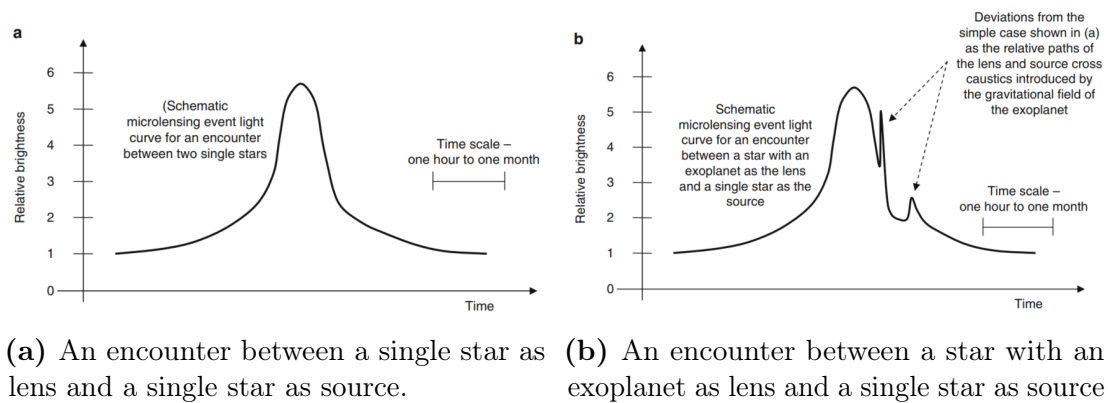 a
6
5
4
3
2
1
0
Relative brightness
(Schematic
microlensing event light
curve for an encounter
between two single stars
Time scale –
one hour to one month
Time
b
6
5
4
3
2
1
0
Relative brightness
Schematic
microlensing event light
curve for an encounter
between a star with an
exoplanet as the lens
and a single star as the
source
Deviations from the
simple case shown in (a)
as the relative paths of
the lens and source cross
caustics introduced by
the gravitational field of
the exoplanet
Time scale –
one hour to one month
Time
(a) An encounter between a single star as
lens and a single star as source.
(b) An encounter between a star with an
exoplanet as lens and a single star as source